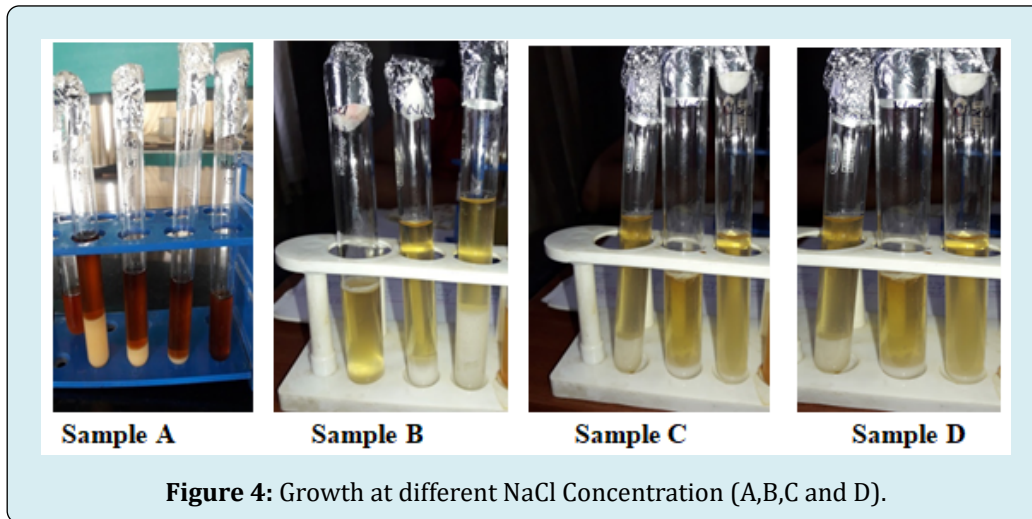 Sample A
Sample B
Sample C
Sample D
Figure 4: Growth at different NaCl Concentration (A,B,C and D).